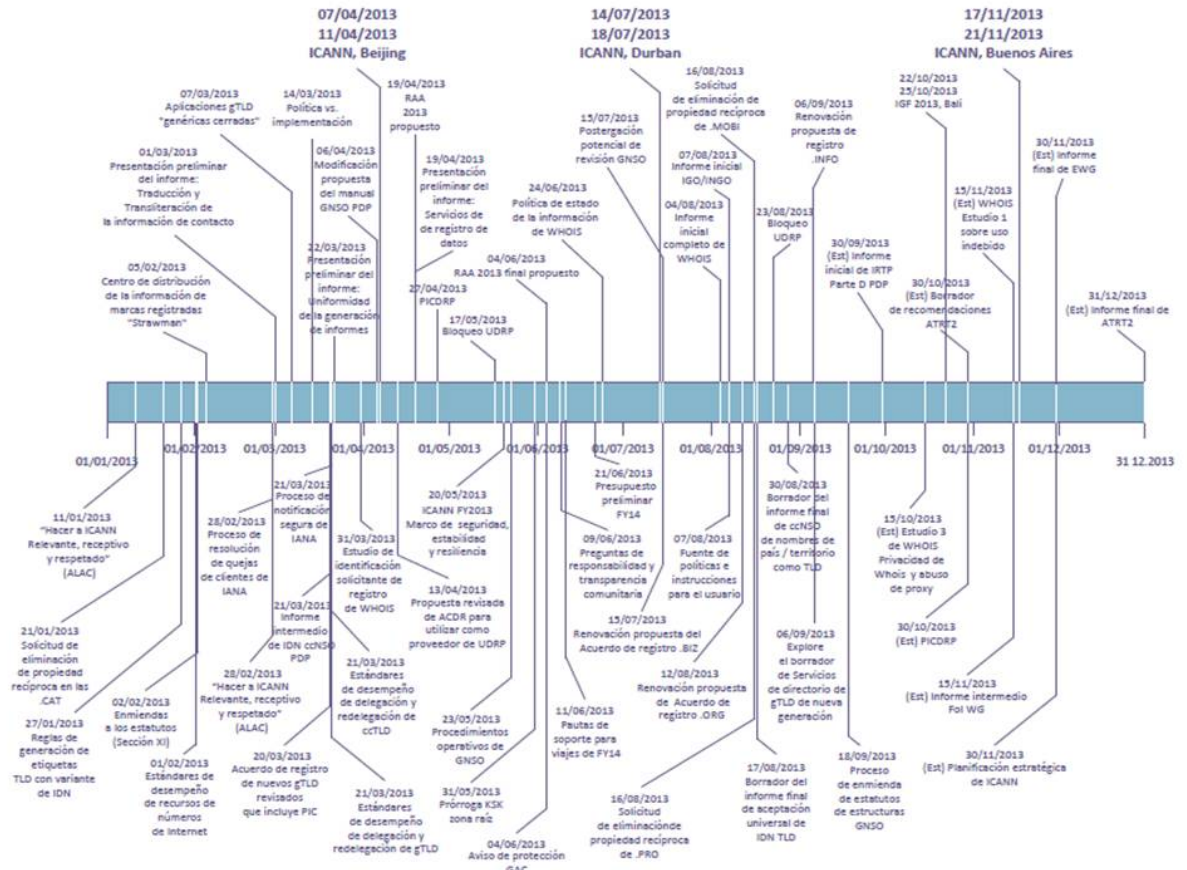 07/04/2013
11/04/2013
ICANN, Beijing
14/07/2013
18/07/2013
ICANN, Durban
17/11/2013
21/11/2013
ICANN, Buenos Aires
07/03/2013
Aplicaciones gTLD
"genéricas cerradas"
14/03/2013
Política vs.
implementación
19/04/2013
RAA
2013
propuesto
16/08/2013
Solicitud
de eliminación de
propiedad recíproca
de .MOBI
22/10/2013
25/10/2013
IGF 2013, Bali
01/03/2013
Presentación preliminar
del informe:
Traducción y
Transliteración de
la información de contacto
06/04/2013
Modificación
propuesta
del manual
GNSO PDP
19/04/2013
Presentación
preliminar del
informe:
Servicios de
registro de
datos
15/07/2013
Postergación
potencial de
revisión GNSO
07/08/2013
Informe inicial
IGO/INGO
06/09/2013
Renovación
propuesta de
registro
.INFO
30/11/2013
(Est) Informe
final de EWG
24/06/2013
Política de estado
de la información
de WHOIS
04/08/2013
Informe
inicial
completo de
WHOIS
23/08/2013
Bloqueo
UDRP
15/11/2013
(Est) WHOIS
Estudio 1
sobre uso
indebido
05/02/2013
Centro de distribución
de la información de
marcas registradas
"Strawman"
22/03/2013
Presentación
preliminar del
informe:
Uniformidad
de la generación
de informes
04/06/2013
RAA 2013 final propuesto
30/09/2013
(Est) Informe
inicial de IRTP
Parte D PDP
27/04/2013
PICDRP
17/05/2013
Bloqueo UDRP
30/10/2013
(Est) Borrador
de recomendaciones
ATRT2
31/12/2013
(Est) Informe final de
ATRT2
01/01/2013
01/02/2013
01/03/2013
01/04/2013
01/05/2013
01/06/2013
01/07/2013
01/08/2013
01/09/2013
01/10/2013
01/11/2013
01/12/2013
31 12.2013
11/01/2013
"Hacer a ICANN
Relevante, receptivo
y respetado"
(ALAC)
28/02/2013
Proceso de
resolución
de quejas
de clientes de
IANA
21/03/2013
Proceso de
notificación
segura de
IANA
31/03/2013
Estudio de
identificación
solicitante de
registro
de WHOIS
20/05/2013
ICANN FY2013
Marco de seguridad,
estabilidad
y resiliencia
21/06/2013
Presupuesto
preliminar
FY14
30/08/2013
Borrador del
informe final
de ccNSO
de nombres de
país / territorio
como TLD
15/10/2013
(Est) Estudio 3
de WHOIS
Privacidad de
Whois y abuso
de proxy
09/06/2013
Preguntas de
responsabilidad y
transparencia
comunitaria
07/08/2013
Fuente de
políticas e
instrucciones
para el usuario
13/04/2013
Propuesta revisada
de ACDR para
utilizar como
proveedor de UDRP
21/01/2013
Solicitud de
eliminación
de propiedad
recíproca en las
.CAT
21/03/2013
Informe
intermedio
de IDN ccNSO
PDP
15/07/2013
Renovación propuesta del
Acuerdo de registro .BIZ
06/09/2013
Explore
el borrador
de Servicios
de directorio de
gTLD de nueva
generación
30/10/2013
(Est) PICDRP
28/02/2013
"Hacer a ICANN
Relevante, receptivo
y respetado"
(ALAC)
21/03/2013
Estándares
de desempeño
de delegación y
redelegación de
ccTLD
12/08/2013
Renovación propuesta
de Acuerdo de
registro .ORG
15/11/2013
(Est) Informe intermedio
FoI WG
02/02/2013
Enmiendas
a los estatutos
(Sección XI)
27/01/2013
Reglas de
generación de
etiquetas
TLD con variante
de IDN
23/05/2013
Procedimientos
operativos de
GNSO
11/06/2013
Pautas de
soporte para
viajes de FY14
20/03/2013
Acuerdo de registro
de nuevos gTLD
revisados
que incluye PIC
18/09/2013
Proceso
de enmienda
de estatutos
de estructuras
GNSO
30/11/2013
(Est) Planificación estratégica
de ICANN
01/02/2013
Estándares de
desempeño
de recursos de
números
de Internet
21/03/2013
Estándares
de desempeño
de delegación y
redelegación de gTLD
31/05/2013
Prórroga KSK
zona raíz
17/08/2013
Borrador del
informe final
de aceptación
universal de
IDN TLD
16/08/2013
Solicitud
de eliminaciónde
propiedad recíproca
de .PRO
04/06/2013
Aviso de protección
GAC